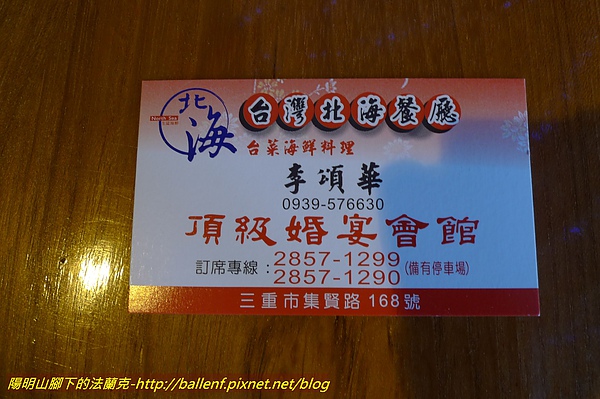 北海
North Sea
台灣北海餐廳
台菜海鮮料理
李頌華
0939-576630
頂級婚宴會館
訂席專線：2857-1299
2857-1290
(備有停車場)
三重市集賢路 168 號
陽明山腳下的法蘭克-http://ballenf.pixnet.net/blog